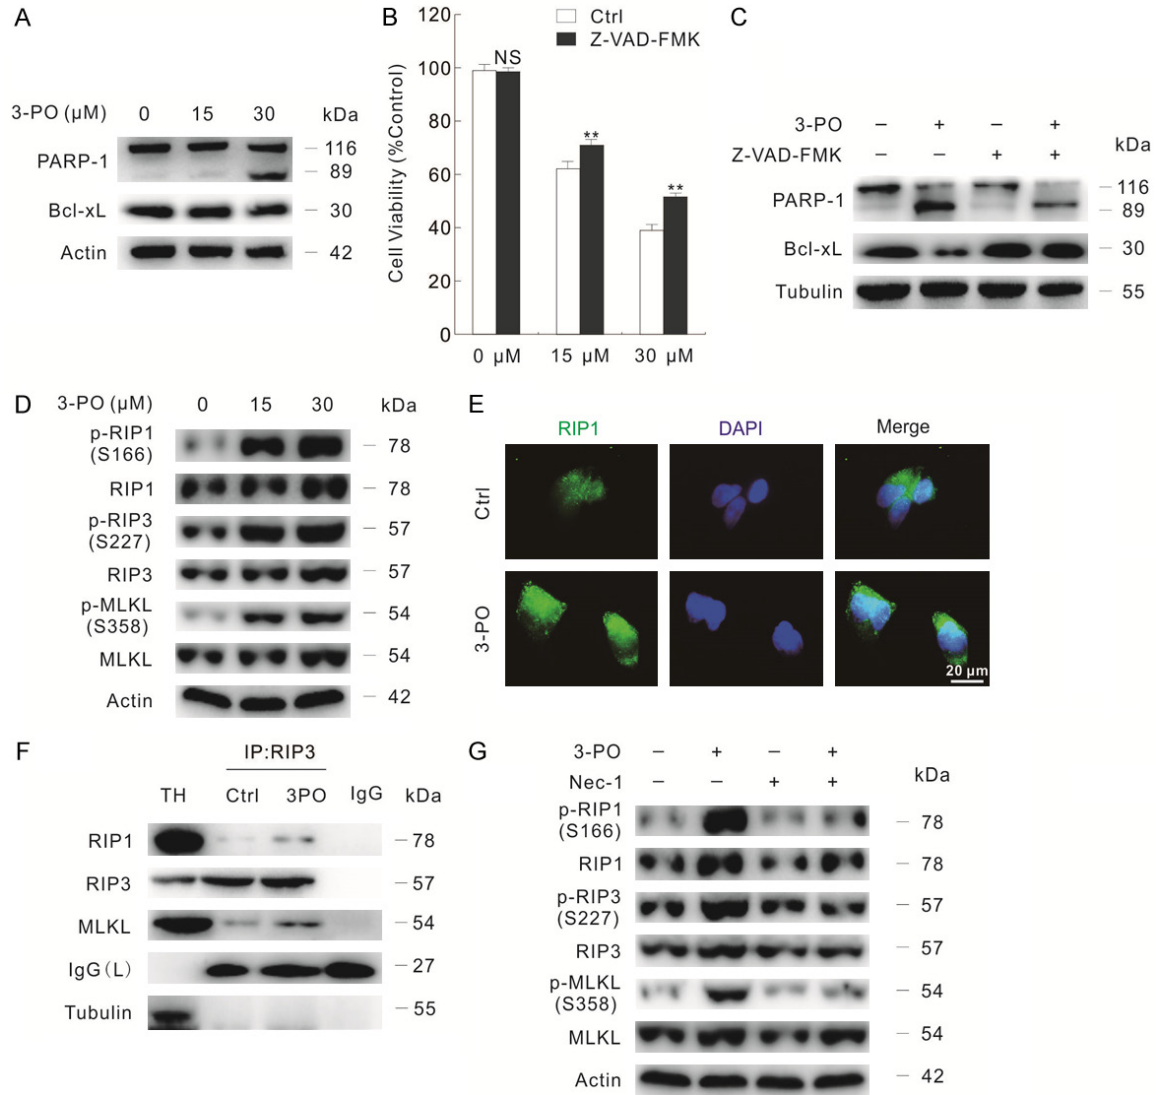 A
3-PO (μM) 0 15 30 kDa
PARP-1 116
89
Bcl-xL 30
Actin 42
B
Cell Viability (%Control)
120
100
80
60
40
20
0
Ctrl
Z-VAD-FMK
NS
**
**
0 μM 15 μM 30 μM
C
3-PO − + − +
Z-VAD-FMK − − + +
kDa
PARP-1 116
89
Bcl-xL 30
Tubulin 55
D
3-PO (μM) 0 15 30 kDa
p-RIP1
(S166) 78
RIP1 78
p-RIP3
(S227) 57
RIP3 57
p-MLKL
(S358) 54
MLKL 54
Actin 42
E
RIP1 DAPI Merge
Ctrl
3-PO
20 μm
F
IP:RIP3
TH Ctrl 3PO IgG kDa
RIP1 78
RIP3 57
MLKL 54
IgG(L) 27
Tubulin 55
G
3-PO − + − +
Nec-1 − − + +
kDa
p-RIP1
(S166) 78
RIP1 78
p-RIP3
(S227) 57
RIP3 57
p-MLKL
(S358) 54
MLKL 54
Actin 42